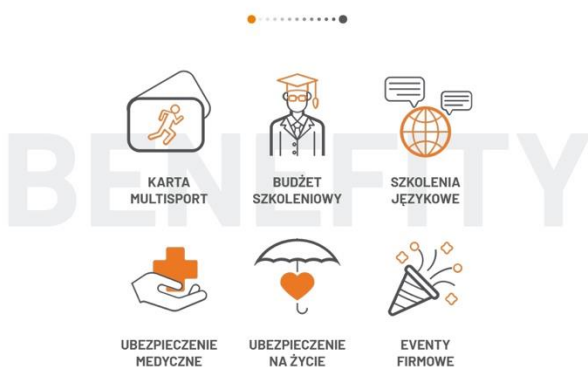 BENEFITY
KARTA
MULTISPORT
BUDŻET
SZKOLENIOWY
SZKOLENIA
JĘZYKOWE
UBEZPIECZENIE
MEDYCZNE
UBEZPIECZENIE
NA ŻYCIE
EVENTY
FIRMOWE